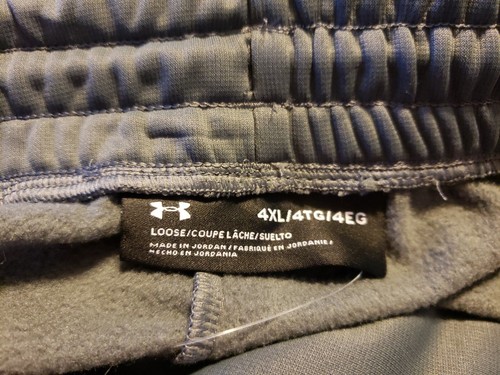 4XL/4TG/4EG
LOOSE/COUPE LÂCHE/SUELTO
MADE IN JORDAN/FABRIQUÉ EN JORDANIE/
HECHO EN JORDANIA